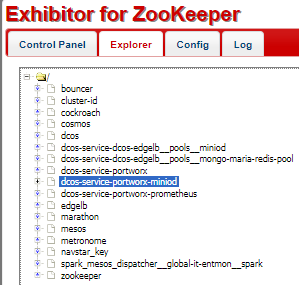 Exhibitor for ZooKeeper
Control Panel Explorer Config Log
/
bouncer
cluster-id
cockroach
cosmos
dcos
dcos-service-dcos-edgelb__pools__miniod
dcos-service-dcos-edgelb__pools__mongo-maria-redis-pool
dcos-service-portworx
dcos-service-portworx-miniod
dcos-service-portworx-prometheus
edgelb
marathon
mesos
metronome
navstar_key
spark_mesos_dispatcher__global-it-entmon__spark
zookeeper